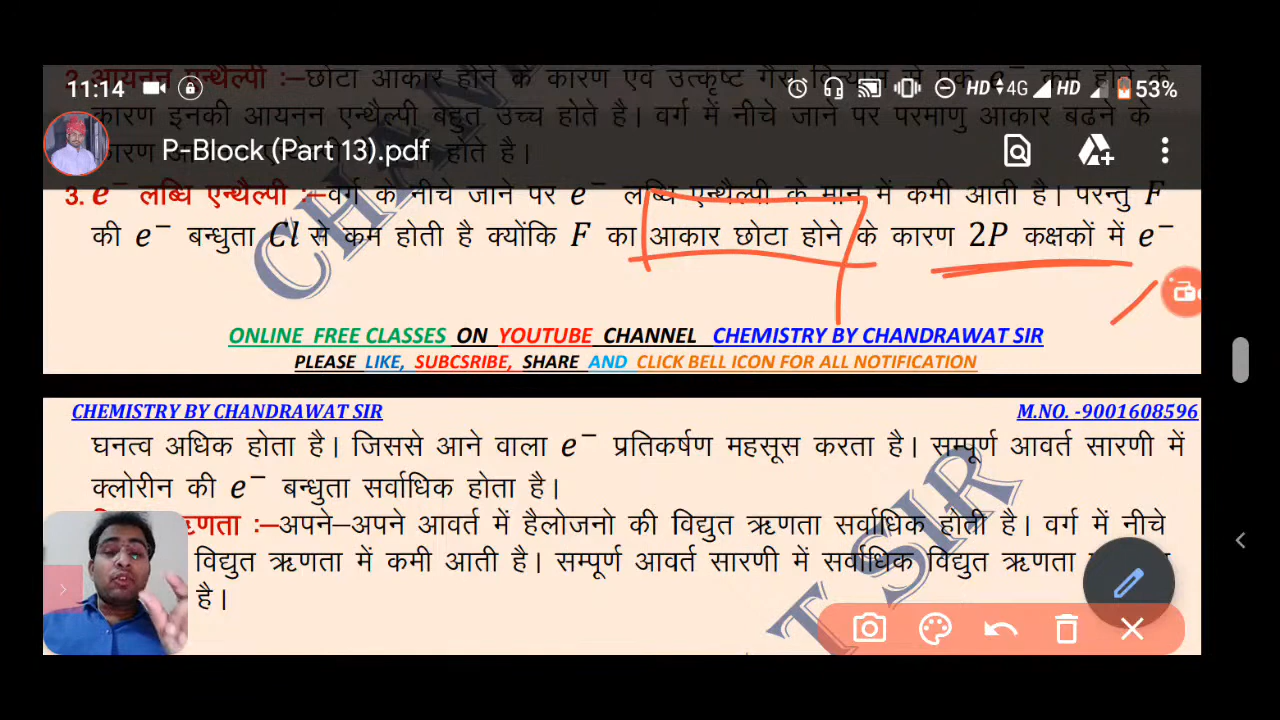 2. आयनन एन्थैल्पी :–छोटा आकार होने के कारण एवं उत्कृष्ट गैस विन्यास से एक e⁻ कम होने के
11:14 HD 4G HD 53%
कारण इनकी आयनन एन्थैल्पी बहुत उच्च होते है। वर्ग में नीचे जाने पर परमाणु आकार बढने के
P-Block (Part 13).pdf
कारण होते है।
3. e⁻ लब्धि एन्थैल्पी :–वर्ग के नीचे जाने पर e⁻ लब्धि एन्थैल्पी के मान में कमी आती है। परन्तु F
की e⁻ बन्धुता Cl से कम होती है क्योंकि F का आकार छोटा होने के कारण 2P कक्षकों में e⁻
CHAN
ONLINE FREE CLASSES ON YOUTUBE CHANNEL CHEMISTRY BY CHANDRAWAT SIR
PLEASE LIKE, SUBCSRIBE, SHARE AND CLICK BELL ICON FOR ALL NOTIFICATION
CHEMISTRY BY CHANDRAWAT SIR M.NO. -9001608596
घनत्व अधिक होता है। जिससे आने वाला e⁻ प्रतिकर्षण महसूस करता है। सम्पूर्ण आवर्त सारणी में
क्लोरीन की e⁻ बन्धुता सर्वाधिक होता है।
ऋणता :–अपने–अपने आवर्त में हैलोजनो की विद्युत ऋणता सर्वाधिक होती है। वर्ग में नीचे
विद्युत ऋणता में कमी आती है। सम्पूर्ण आवर्त सारणी में सर्वाधिक विद्युत ऋणता
है।
T SIR